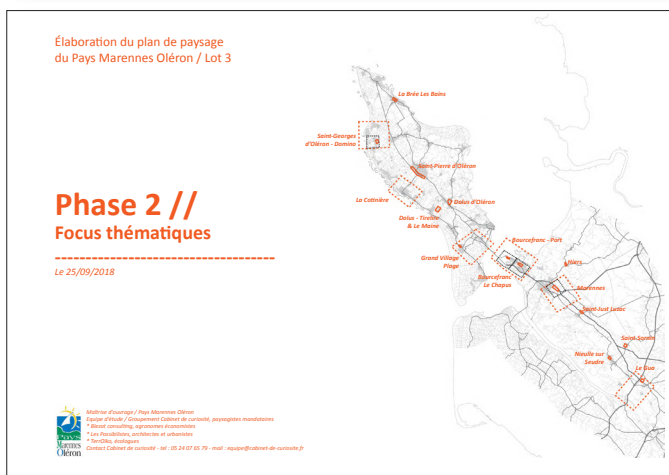 Élaboration du plan de paysage
du Pays Marennes Oléron / Lot 3
Phase 2 //
Focus thématiques
Le 25/09/2018
La Brée Les Bains
Saint-Georges
d'Oléron - Domino
Saint-Pierre d'Oléron
La Cotinière
Dolus d'Oléron
Dolus - Tirelire
& Le Maine
Grand Village
Plage
Bourcefranc - Port
Bourcefranc
Le Chapus
Hiers
Marennes
Saint-Just Luzac
Saint-Sornin
Nieulle sur
Seudre
Le Gua
Maîtrise d'ouvrage / Pays Marennes Oléron
Equipe d'étude / Groupement Cabinet de curiosité, paysagistes mandataires
* Blezat consulting, agronomes économistes
* Les Possibilistes, architectes et urbanistes
* TerrOïko, écologues
Contact Cabinet de curiosité - tel : 05 24 07 65 79 - mail : equipe@cabinet-de-curiosite.fr
Pays
Marennes
Oléron